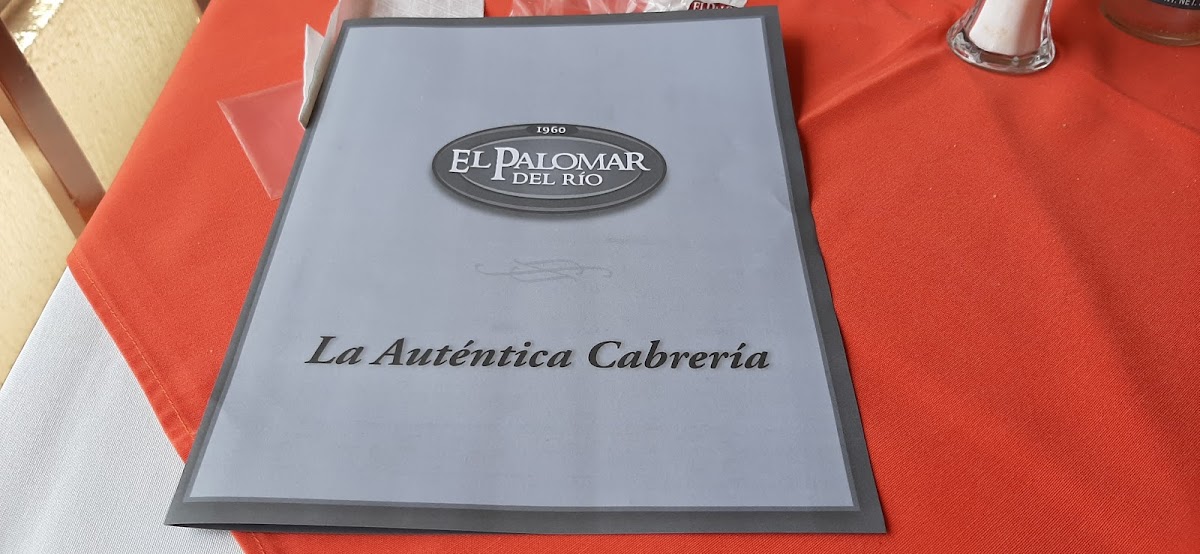 1960
EL PALOMAR
DEL RÍO
La Auténtica Cabrería